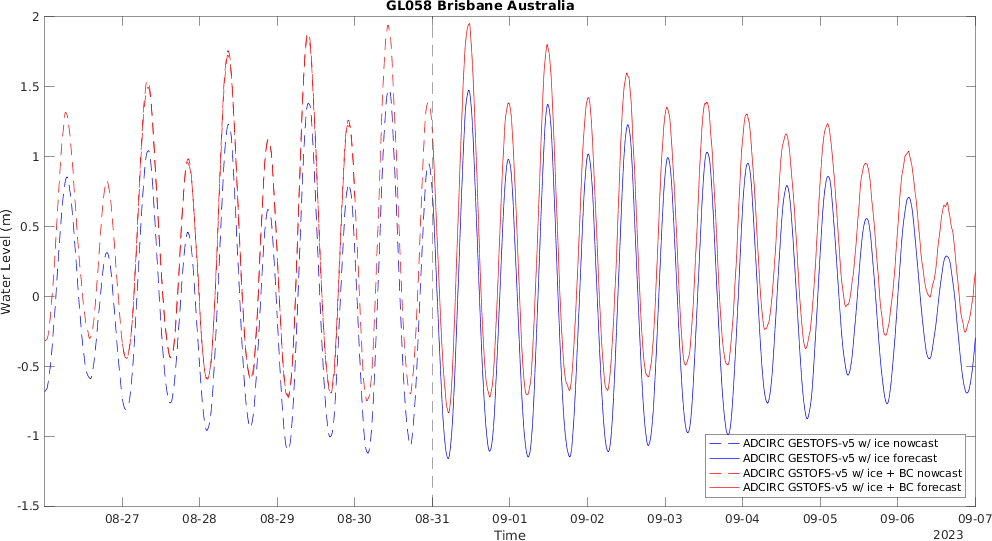 GL058 Brisbane Australia
2
1.5
1
0.5
0
-0.5
-1
-1.5
Water Level (m)
ADCIRC GESTOFS-v5 w/ ice nowcast
ADCIRC GESTOFS-v5 w/ ice forecast
ADCIRC GSTOFS-v5 w/ ice + BC nowcast
ADCIRC GSTOFS-v5 w/ ice + BC forecast
08-27 08-28 08-29 08-30 08-31 09-01 09-02 09-03 09-04 09-05 09-06 09-07
Time
2023